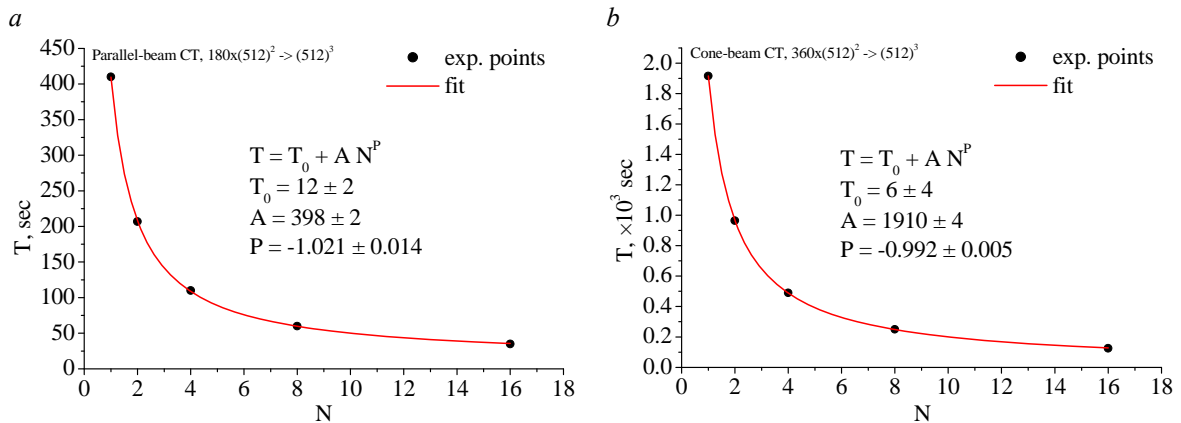 a
Parallel-beam CT, 180x(512)² -> (512)³
exp. points
fit
T = T₀ + A Nᴾ
T₀ = 12 ± 2
A = 398 ± 2
P = -1.021 ± 0.014
T, sec
450
400
350
300
250
200
150
100
50
0
0 2 4 6 8 10 12 14 16 18
N
b
Cone-beam CT, 360x(512)² -> (512)³
exp. points
fit
T = T₀ + A Nᴾ
T₀ = 6 ± 4
A = 1910 ± 4
P = -0.992 ± 0.005
T, ×10³ sec
2.0
1.8
1.6
1.4
1.2
1.0
0.8
0.6
0.4
0.2
0.0
0 2 4 6 8 10 12 14 16 18
N